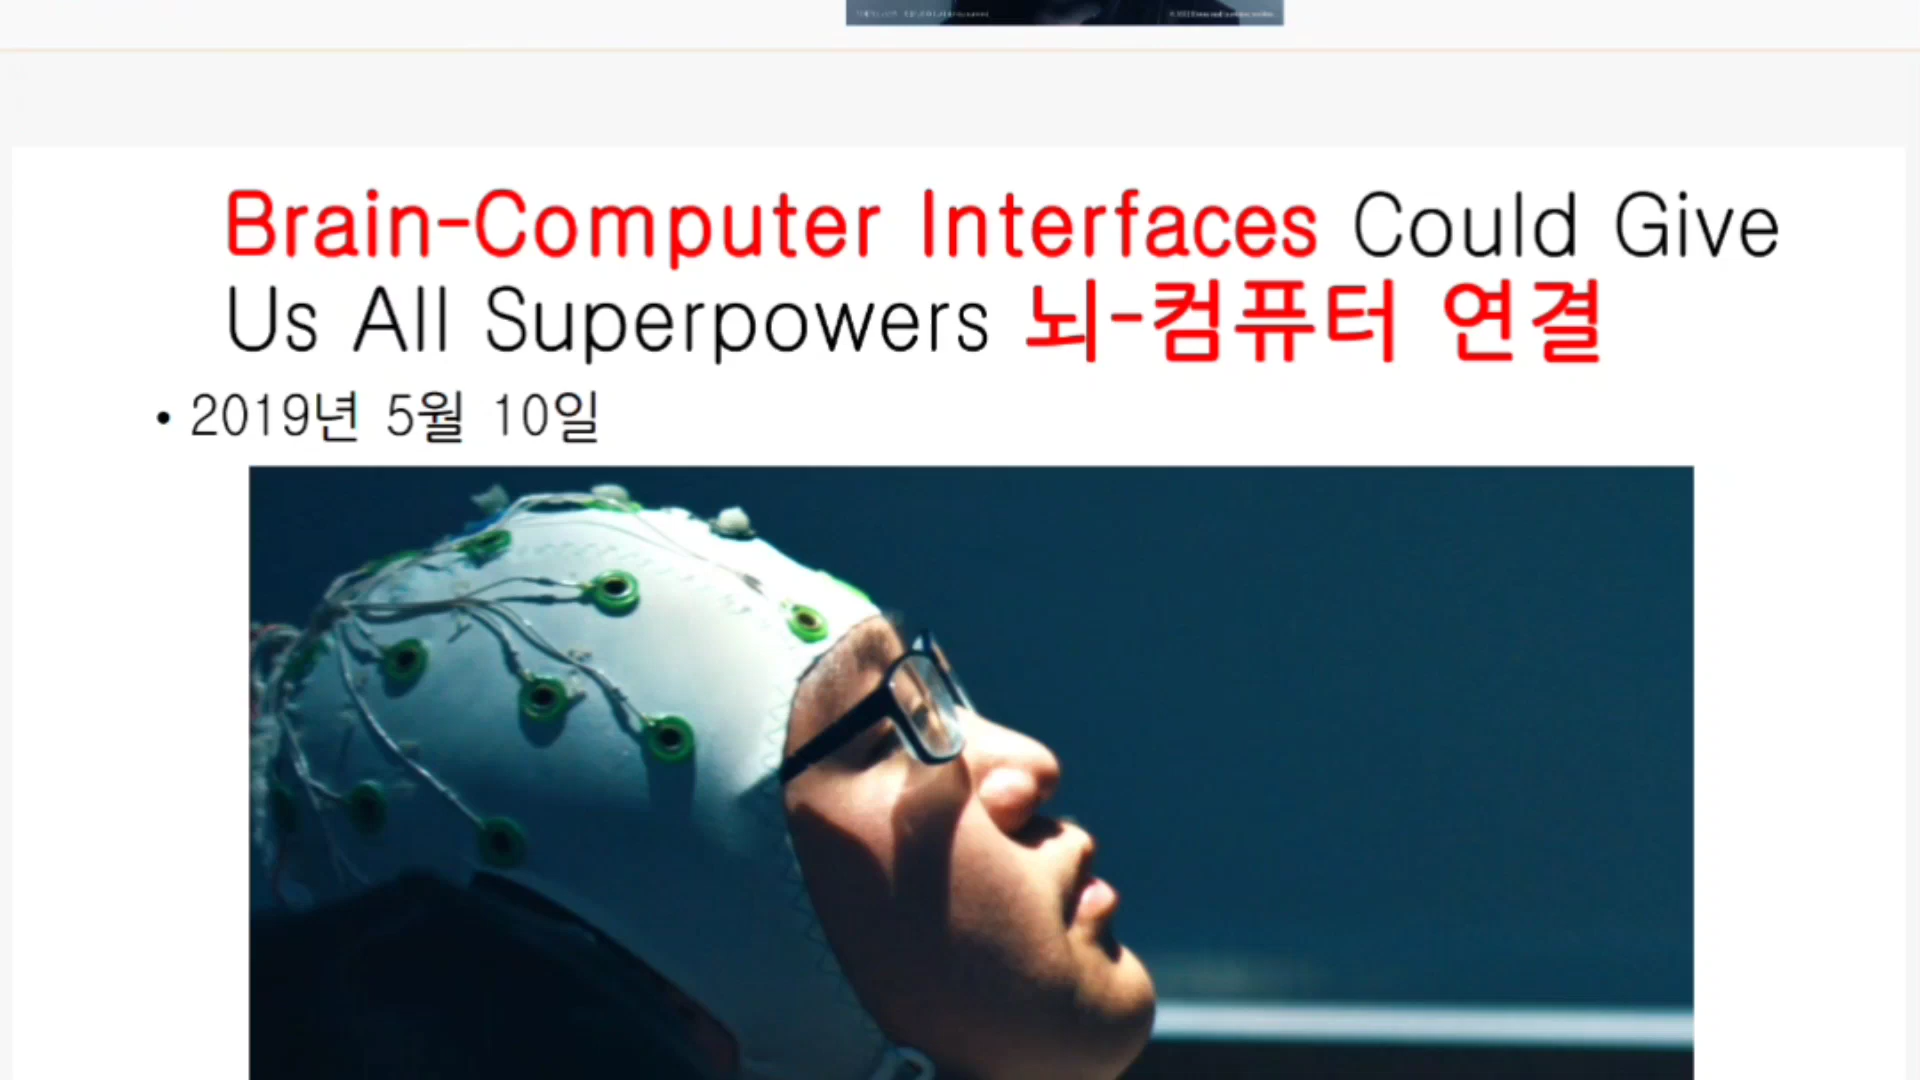 Brain-Computer Interfaces Could Give
Us All Superpowers 뇌-컴퓨터 연결
• 2019년 5월 10일